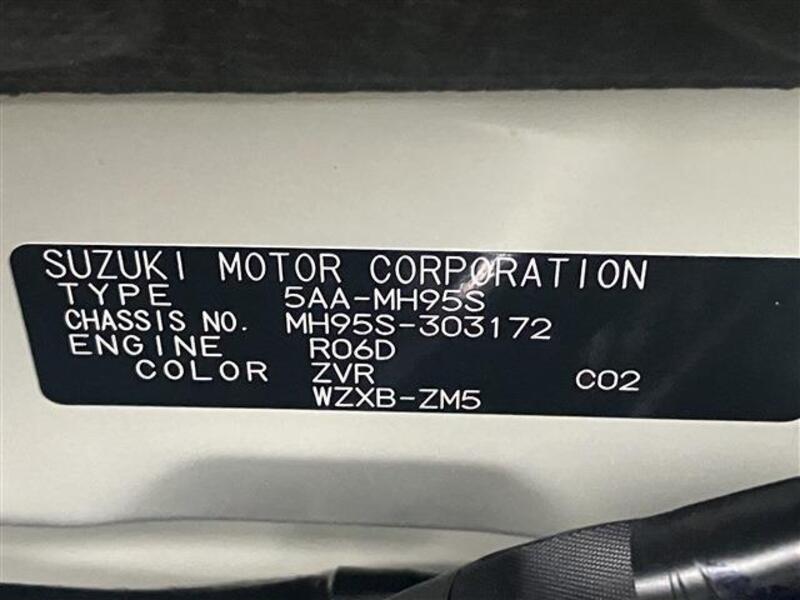 SUZUKI MOTOR CORPORATION
TYPE 5AA-MH95S
CHASSIS NO. MH95S-303172
ENGINE R06D
COLOR ZVR C02
WZXB-ZM5